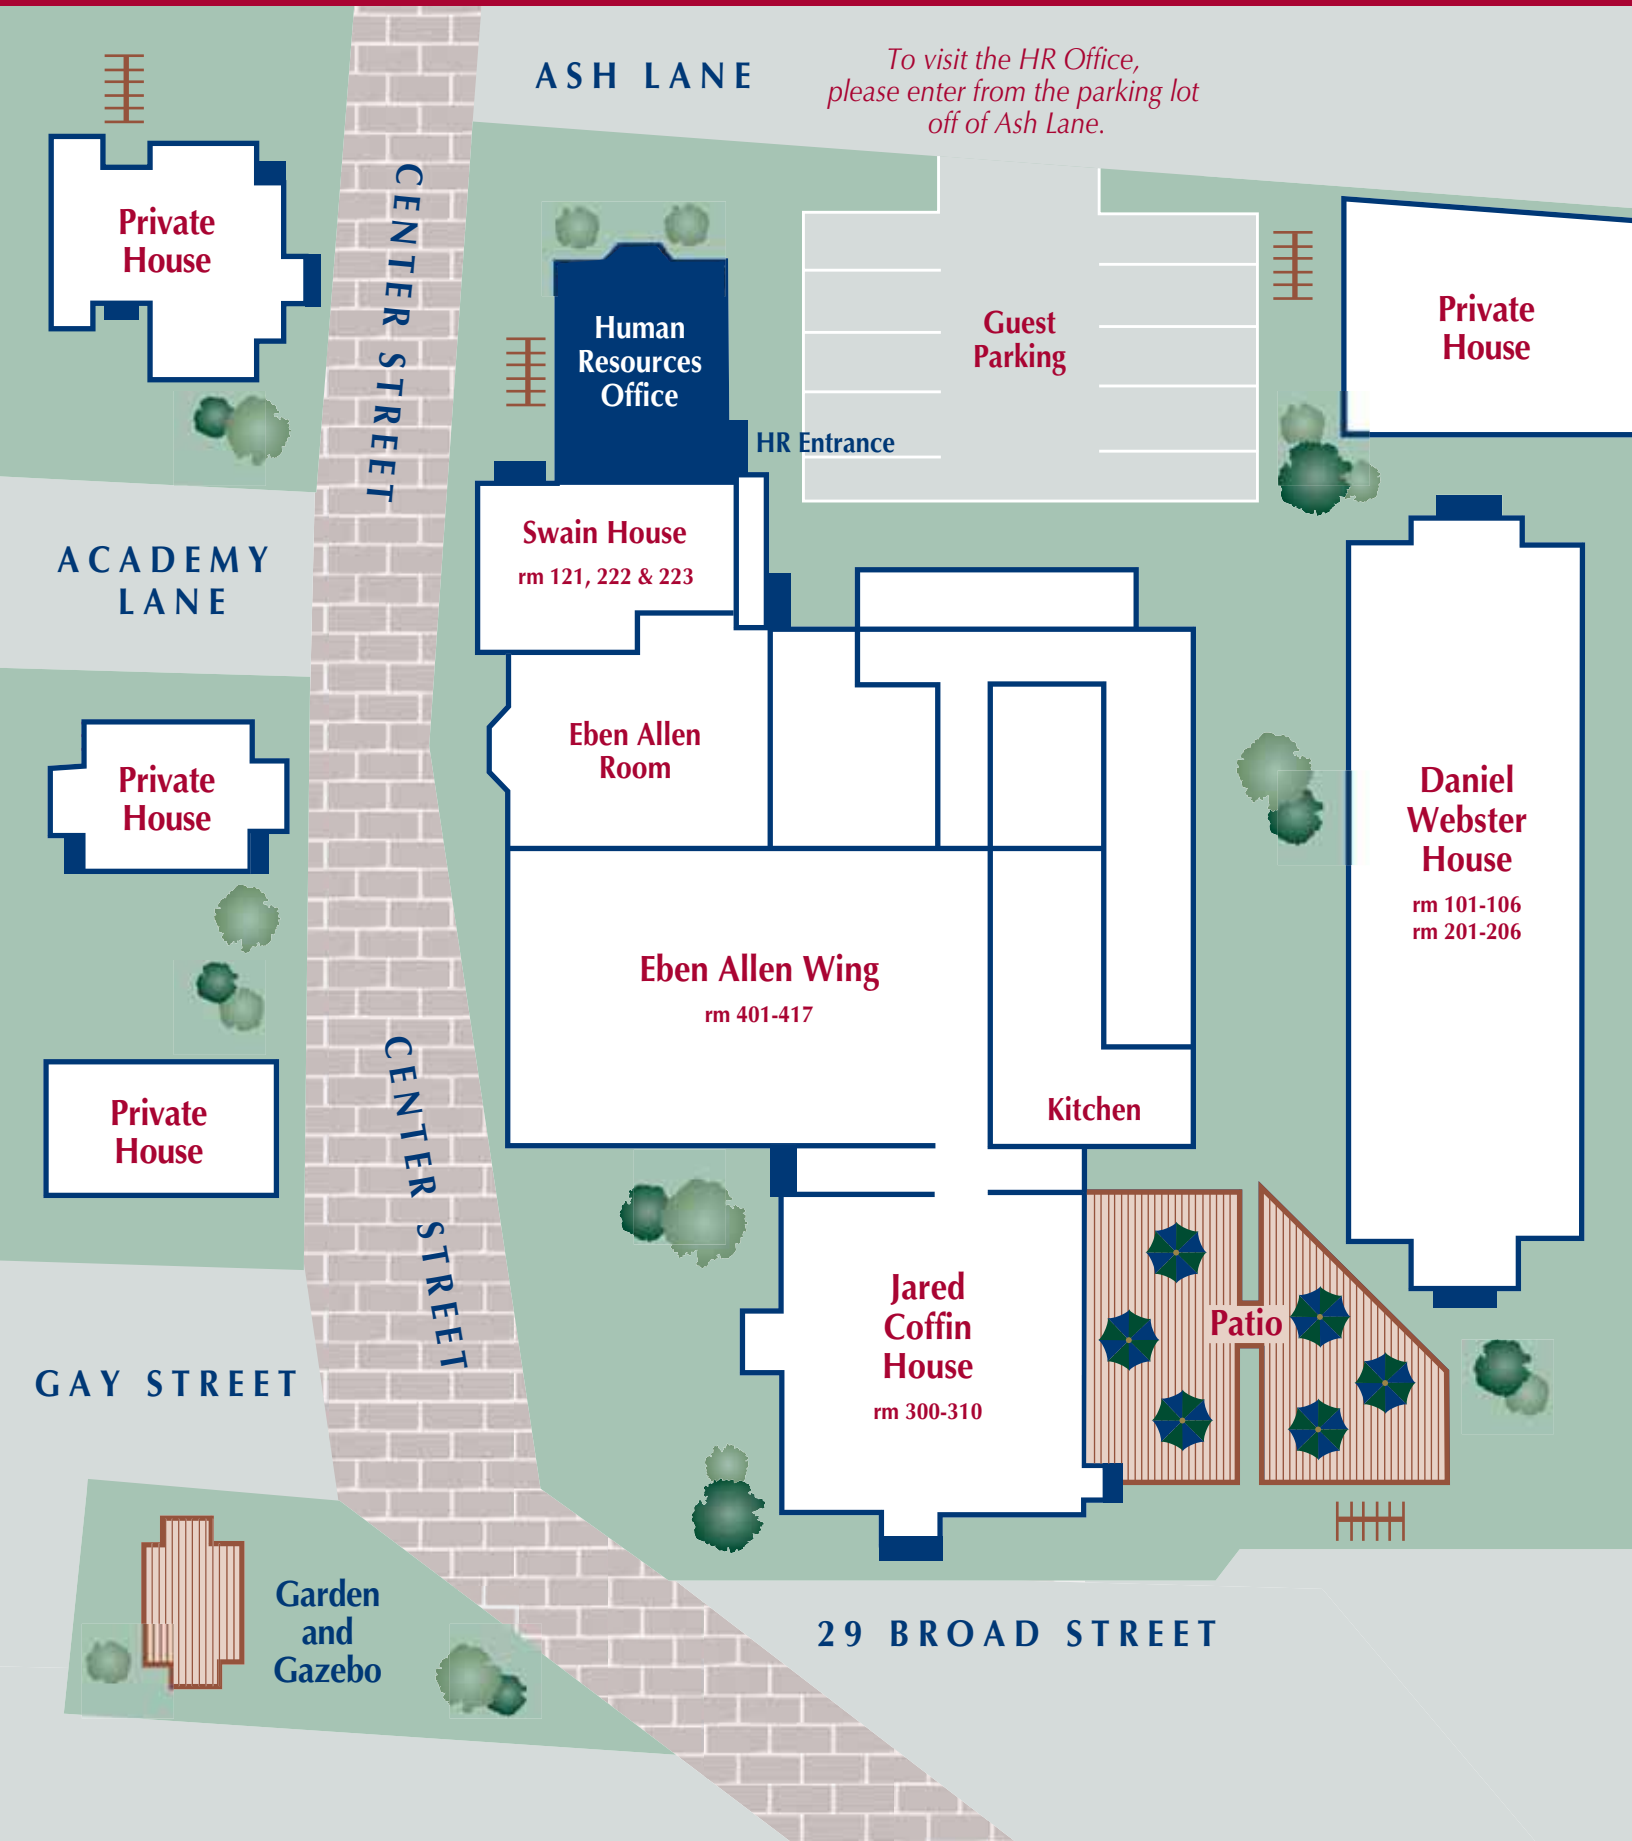 ASH LANE
To visit the HR Office,
please enter from the parking lot
off of Ash Lane.
CENTER STREET
Private
House
Human
Resources
Office
HR Entrance
Guest
Parking
Private
House
ACADEMY
LANE
Swain House
rm 121, 222 & 223
Eben Allen
Room
Private
House
Daniel
Webster
House
rm 101-106
rm 201-206
Eben Allen Wing
rm 401-417
CENTER STREET
Private
House
Kitchen
Jared
Coffin
House
rm 300-310
Patio
GAY STREET
Garden
and
Gazebo
29 BROAD STREET